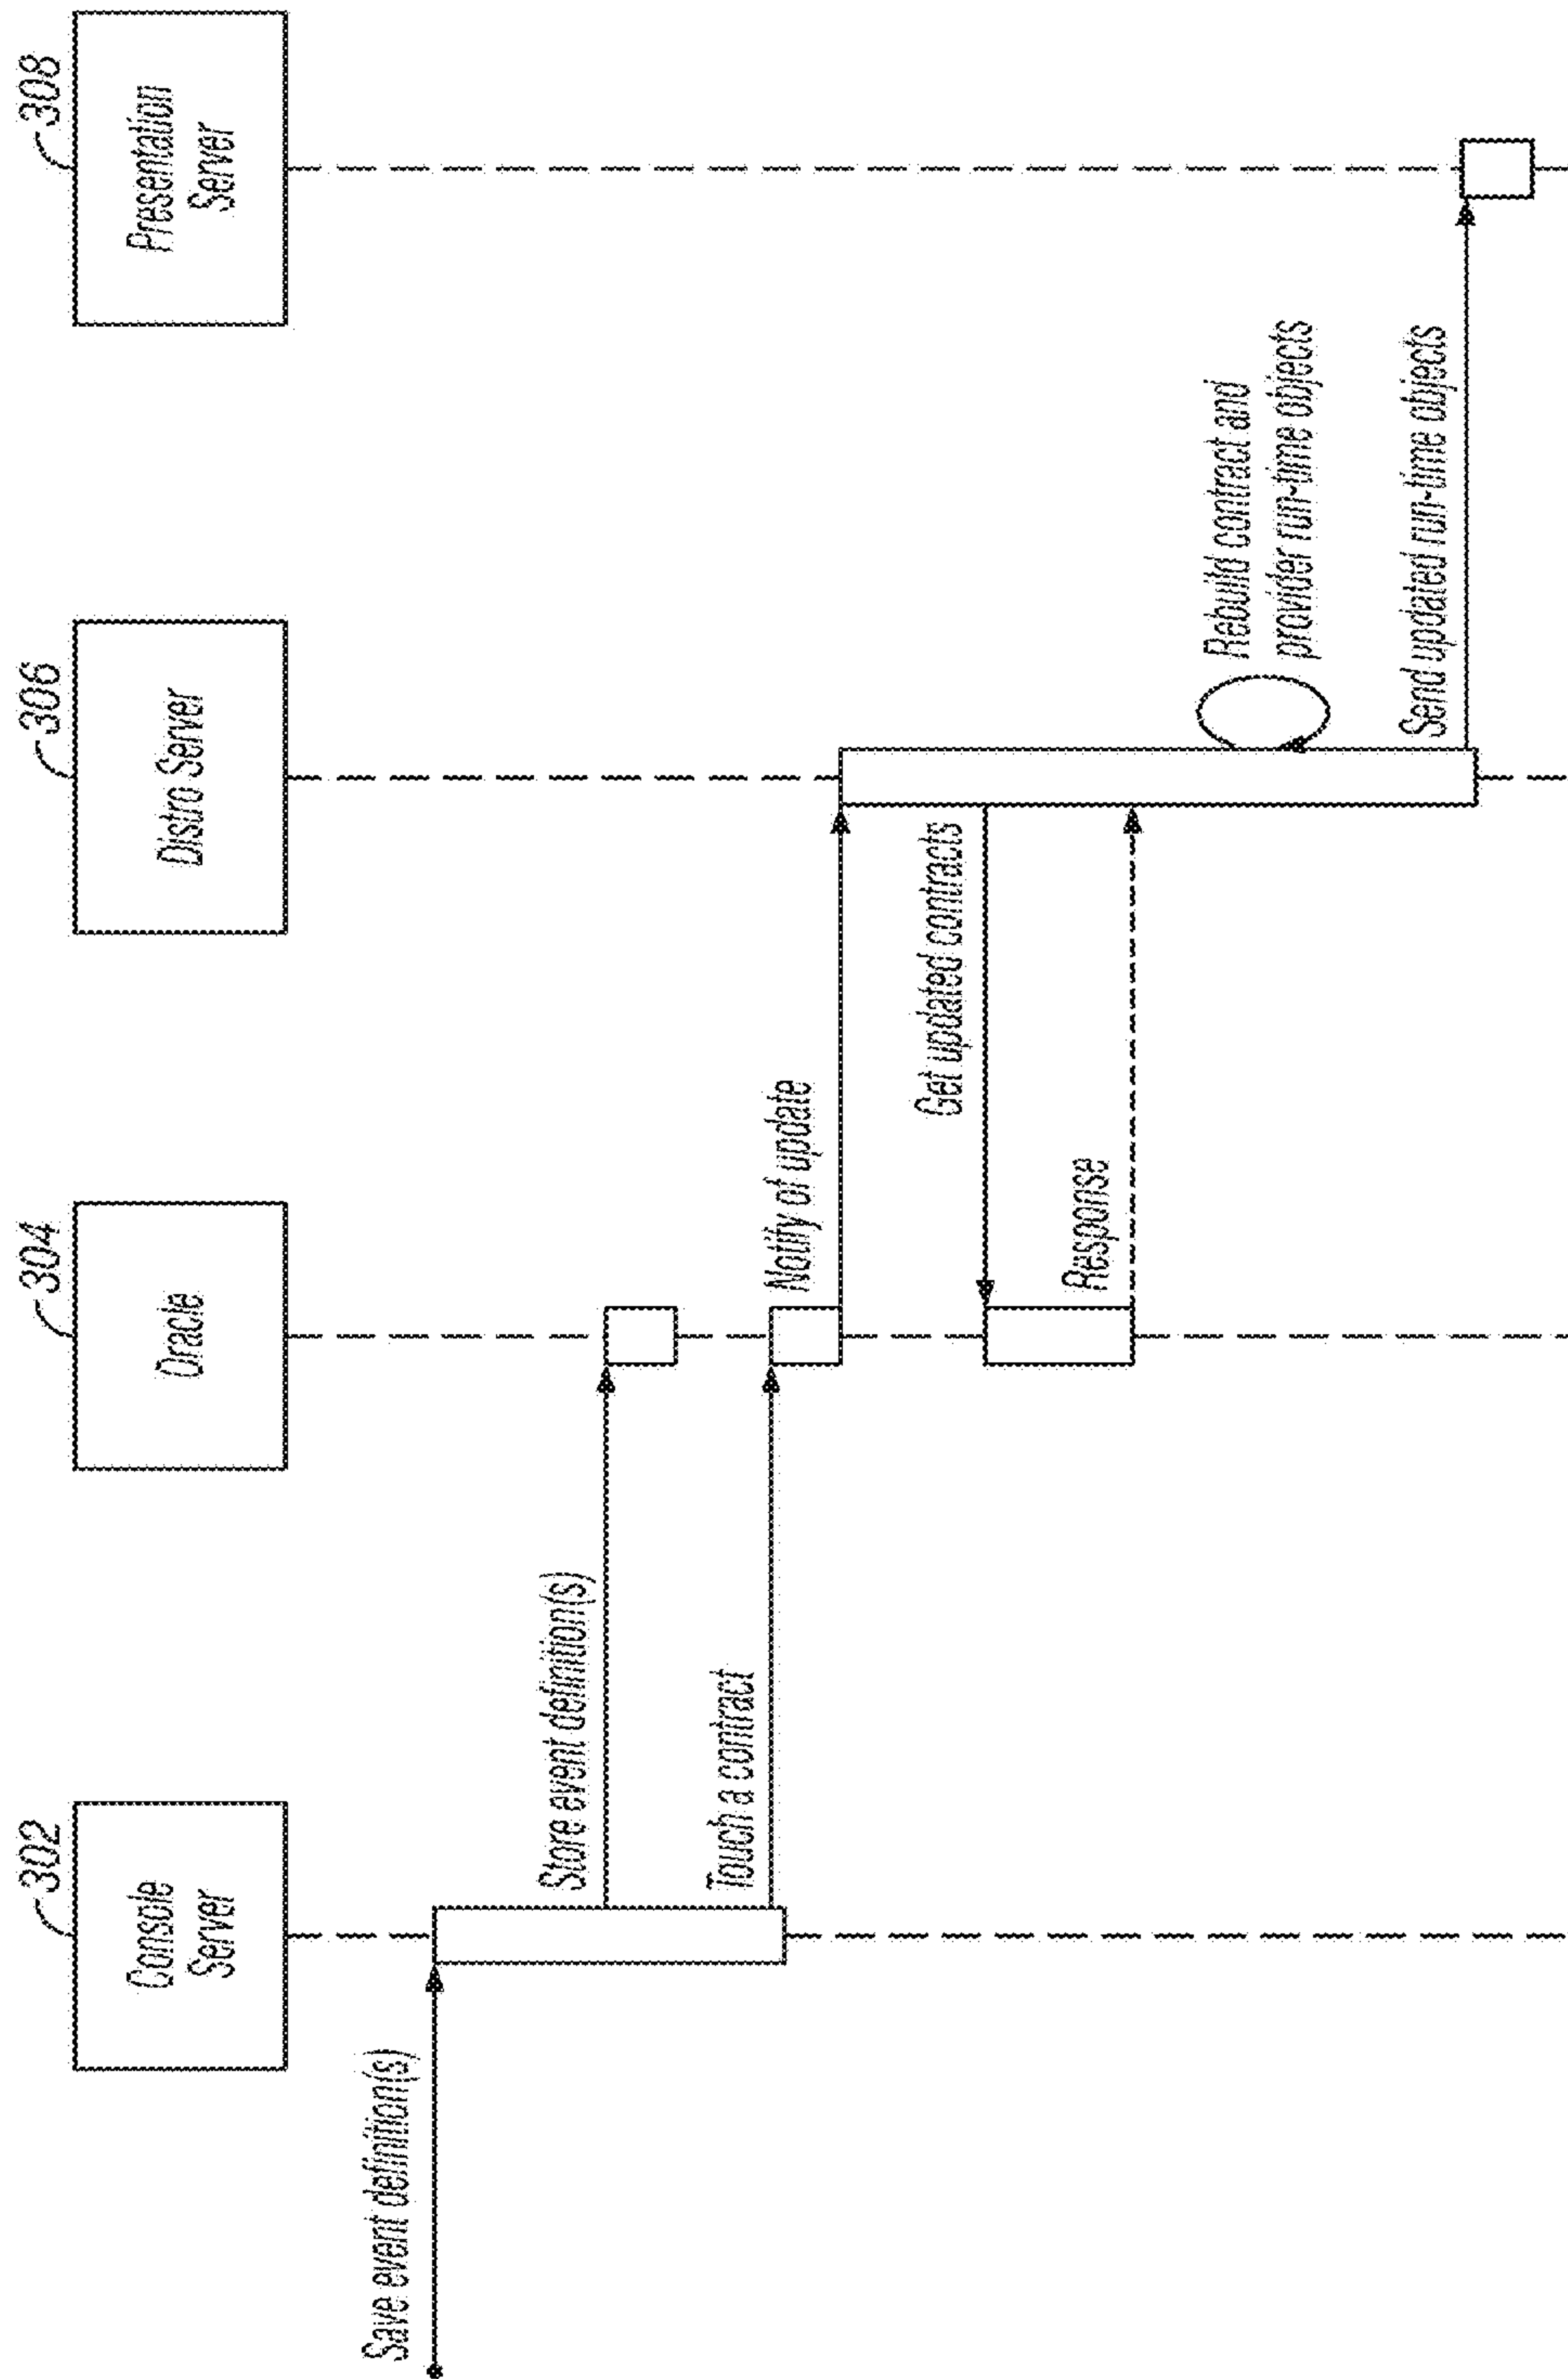 302
Console
Server
304
Oracle
306
Distro Server
308
Presentation
Server
Save event definition(s)
Store event definition(s)
Touch a contract
Notify of update
Get updated contracts
Response
Rebuild contract and
provider run-time objects
Send updated run-time objects